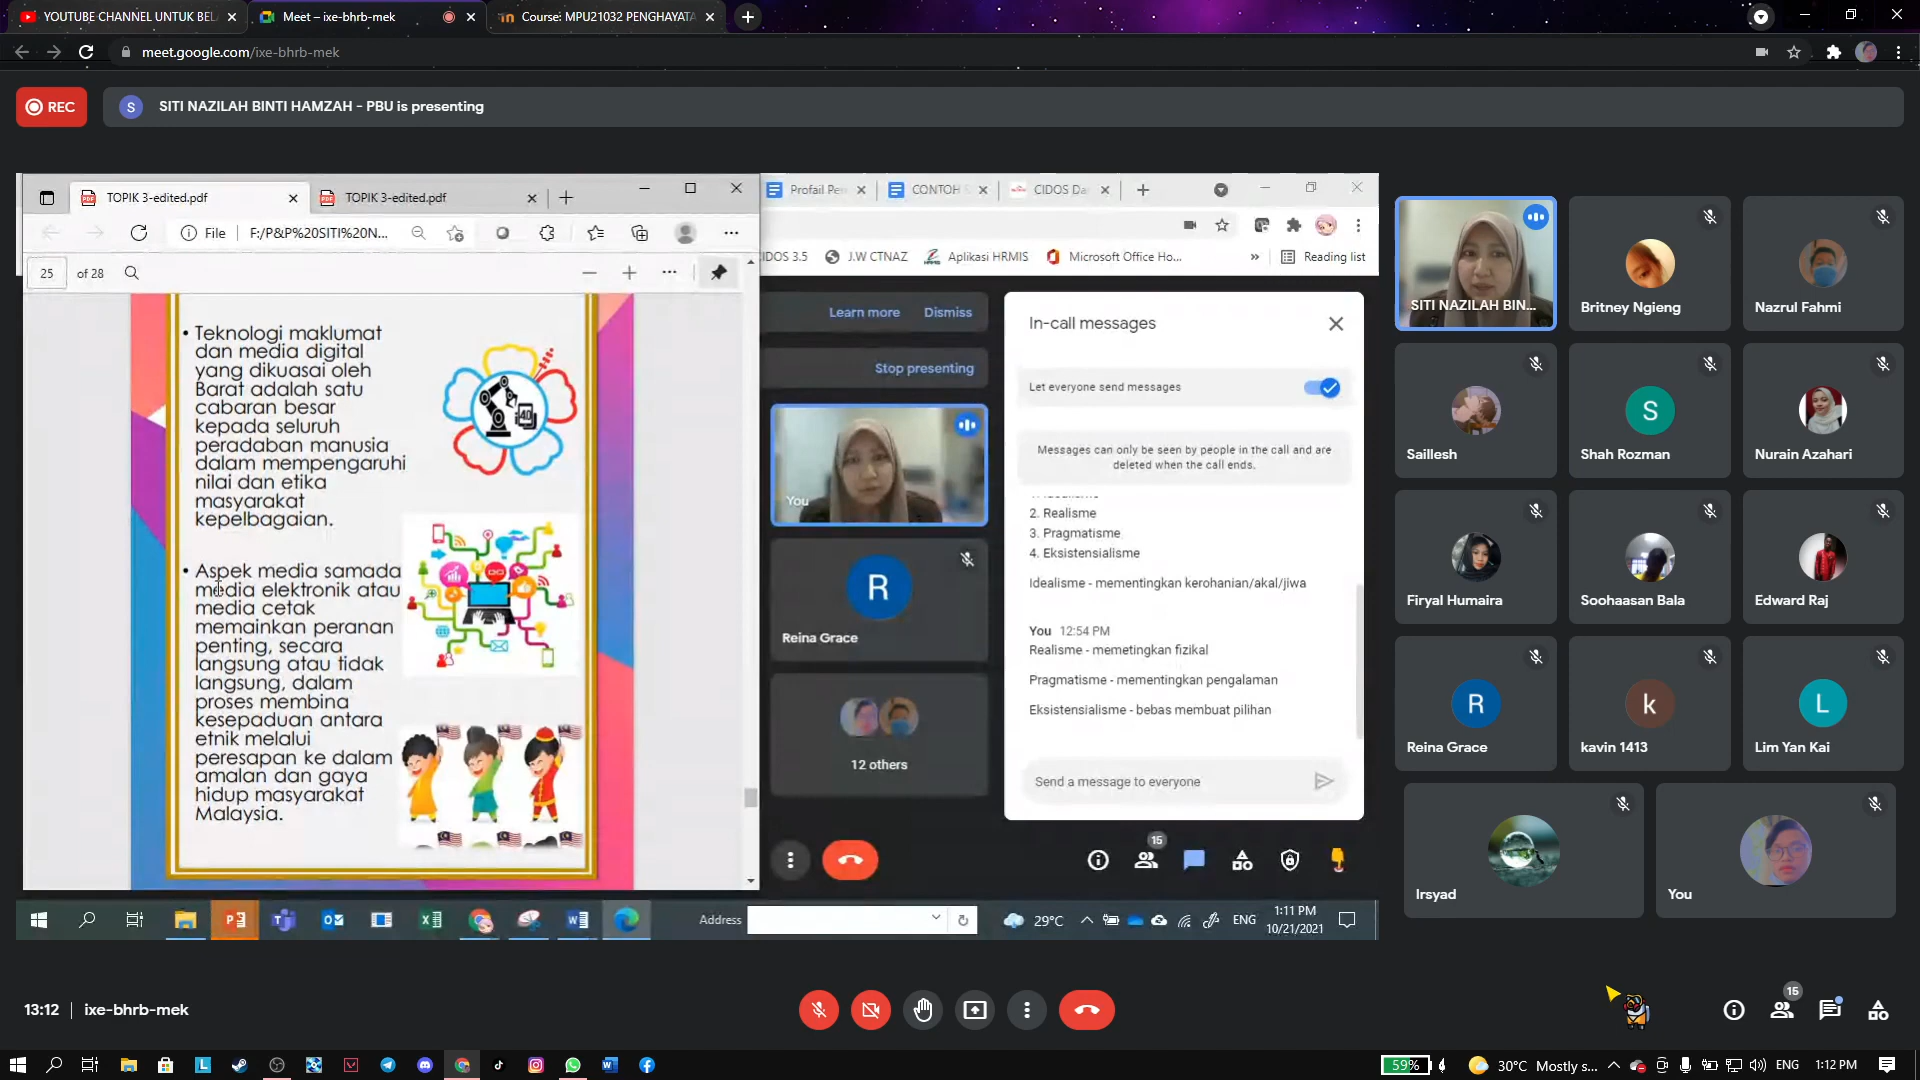 YOUTUBE CHANNEL UNTUK BEL
Meet – ixe-bhrb-mek
Course: MPU21032 PENGHAYATA
meet.google.com/ixe-bhrb-mek
REC
S
SITI NAZILAH BINTI HAMZAH - PBU is presenting
TOPIK 3-edited.pdf
TOPIK 3-edited.pdf
File
F:/P&P%20SITI%20N...
25 of 28
• Teknologi maklumat
dan media digital
yang dikuasai oleh
Barat adalah satu
cabaran besar
kepada seluruh
peradaban manusia
dalam mempengaruhi
nilai dan etika
masyarakat
kepelbagaian.
4.0
• Aspek media samada
media elektronik atau
media cetak
memainkan peranan
penting, secara
langsung atau tidak
langsung, dalam
proses membina
kesepaduan antara
etnik melalui
peresapan ke dalam
amalan dan gaya
hidup masyarakat
Malaysia.
Profail Pe
CONTOH
CIDOS Da
IDOS 3.5
J.W CTNAZ
Aplikasi HRMIS
Microsoft Office Ho...
»
Reading list
Learn more
Dismiss
Stop presenting
You
R
Reina Grace
12 others
In-call messages
Let everyone send messages
Messages can only be seen by people in the call and are
deleted when the call ends.
2. Realisme
3. Pragmatisme
4. Eksistensialisme
Idealisme - mementingkan kerohanian/akal/jiwa
You 12:54 PM
Realisme - memetingkan fizikal
Pragmatisme - mementingkan pengalaman
Eksistensialisme - bebas membuat pilihan
Send a message to everyone
15
Address
29°C
ENG
1:11 PM
10/21/2021
SITI NAZILAH BIN...
Britney Ngieng
Nazrul Fahmi
Saillesh
S
Shah Rozman
Nurain Azahari
Firyal Humaira
Soohaasan Bala
Edward Raj
R
Reina Grace
k
kavin 1413
L
Lim Yan Kai
Irsyad
You
13:12 | ixe-bhrb-mek
15
59%
30°C Mostly s...
ENG
1:12 PM